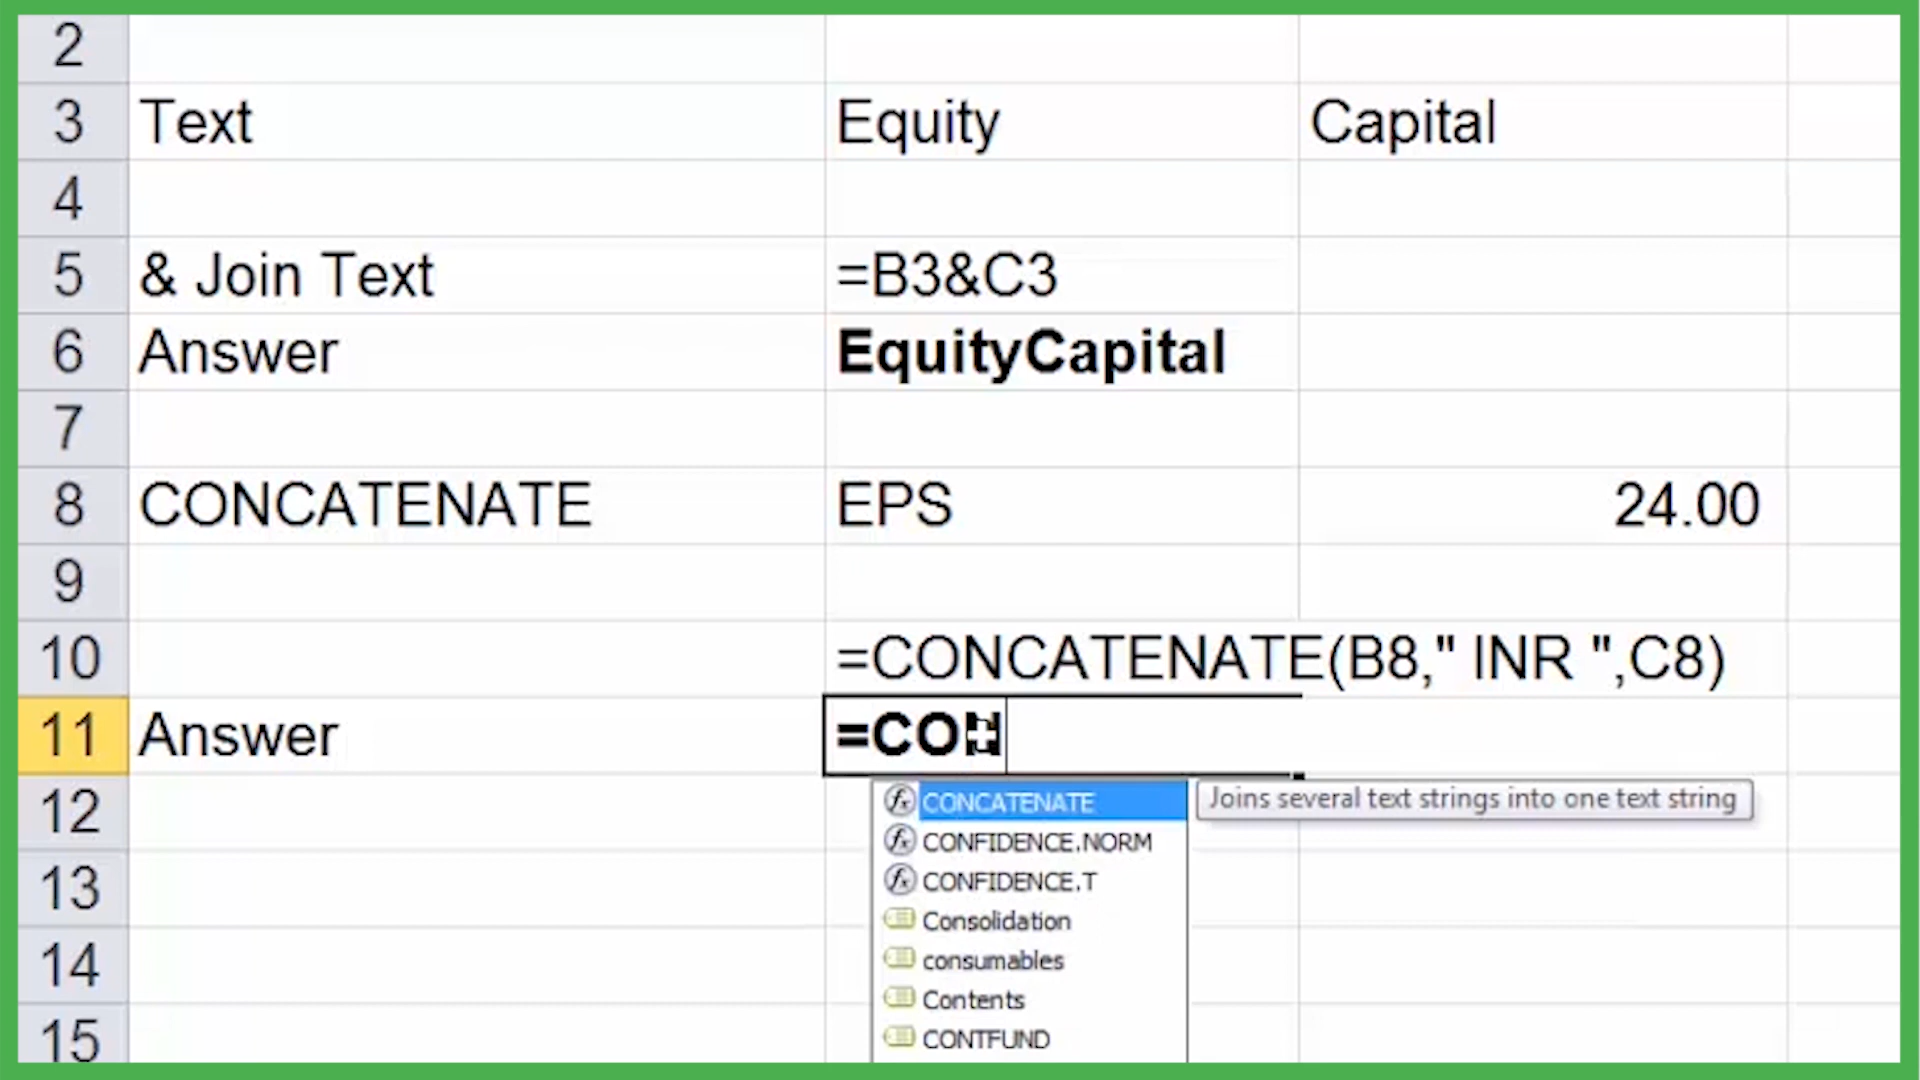 2
3 Text Equity Capital
4
5 & Join Text =B3&C3
6 Answer EquityCapital
7
8 CONCATENATE EPS 24.00
9
10 =CONCATENATE(B8," INR ",C8)
11 Answer =CON
12 CONCATENATE Joins several text strings into one text string
CONFIDENCE.NORM
13 CONFIDENCE.T
Consolidation
14 consumables
Contents
15 CONTFUND